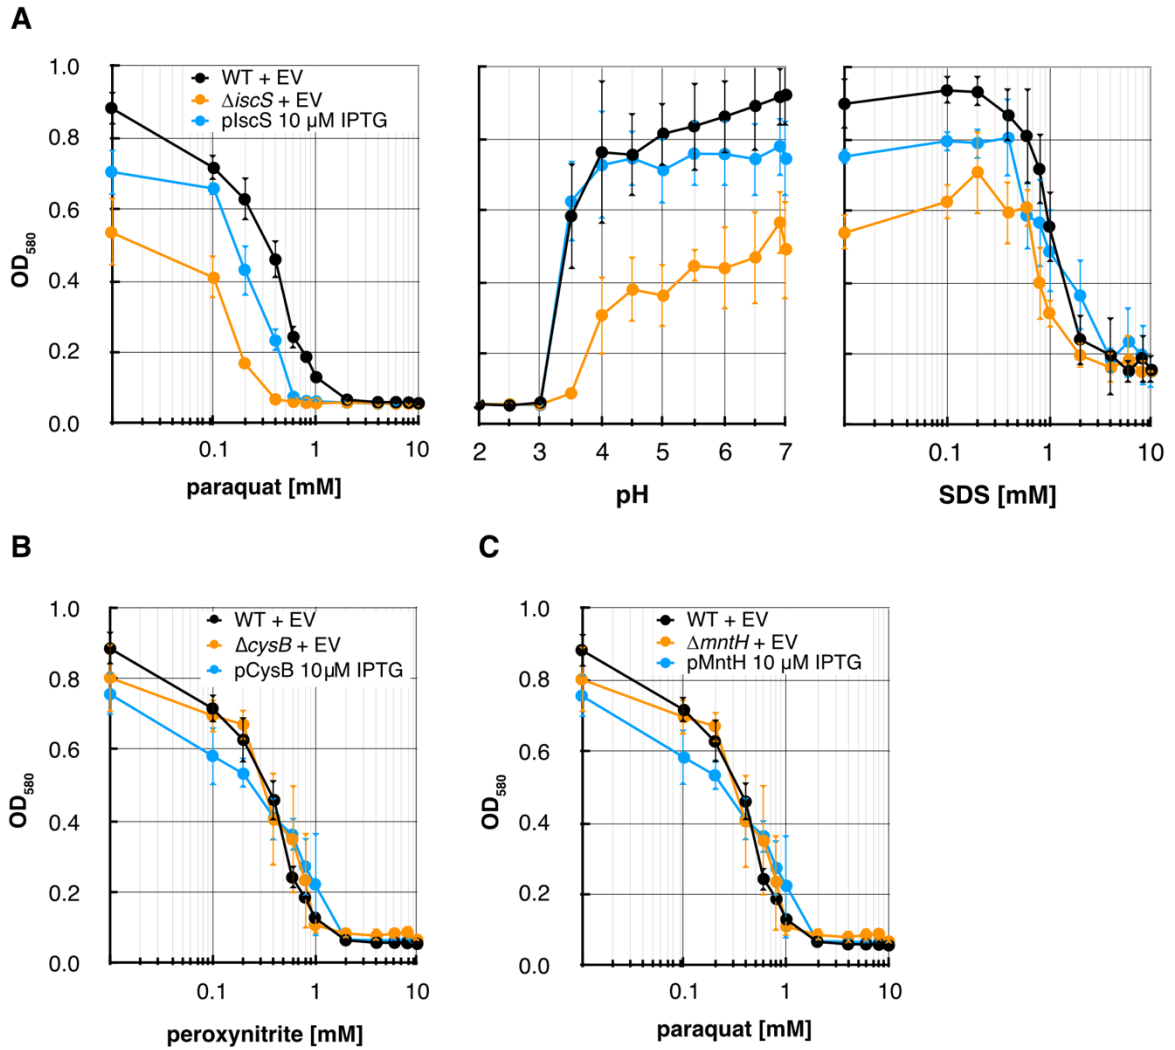 A
1.0
0.8
0.6
0.4
0.2
0.0
OD580
WT + EV
ΔiscS + EV
pIscS 10 µM IPTG
0.1 1 10
paraquat [mM]
2 3 4 5 6 7
pH
0.1 1 10
SDS [mM]
B
1.0
0.8
0.6
0.4
0.2
0.0
OD580
WT + EV
ΔcysB + EV
pCysB 10µM IPTG
0.1 1 10
peroxynitrite [mM]
C
1.0
0.8
0.6
0.4
0.2
0.0
OD580
WT + EV
ΔmntH + EV
pMntH 10 µM IPTG
0.1 1 10
paraquat [mM]